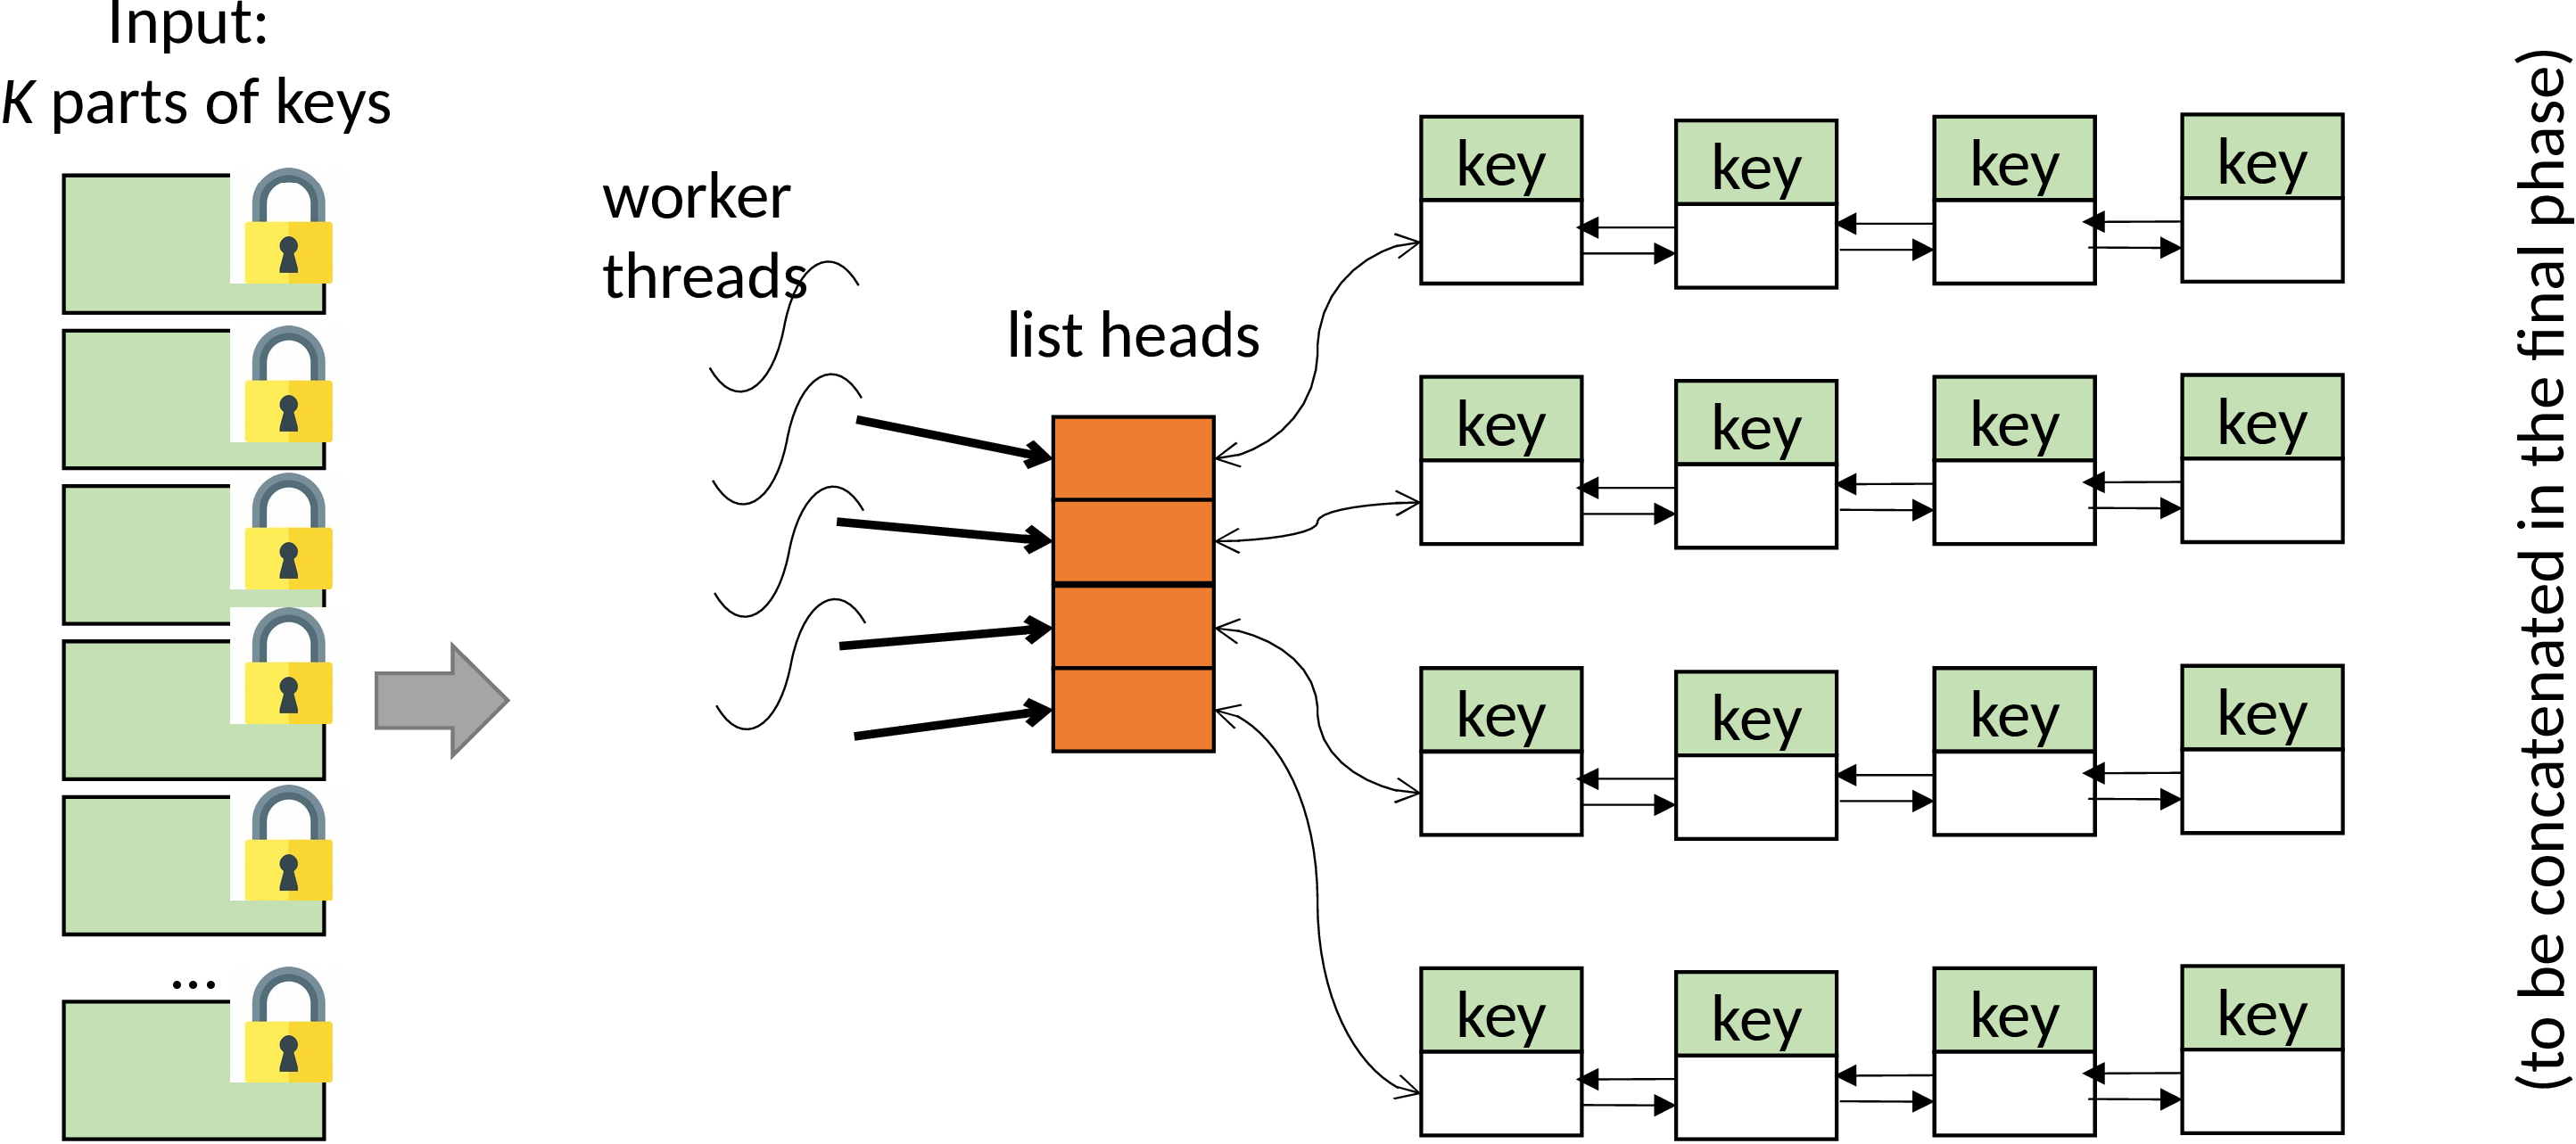 Input:
K parts of keys
worker
threads
list heads
key key key key
key key key key
key key key key
...
key key key key
(to be concatenated in the final phase)